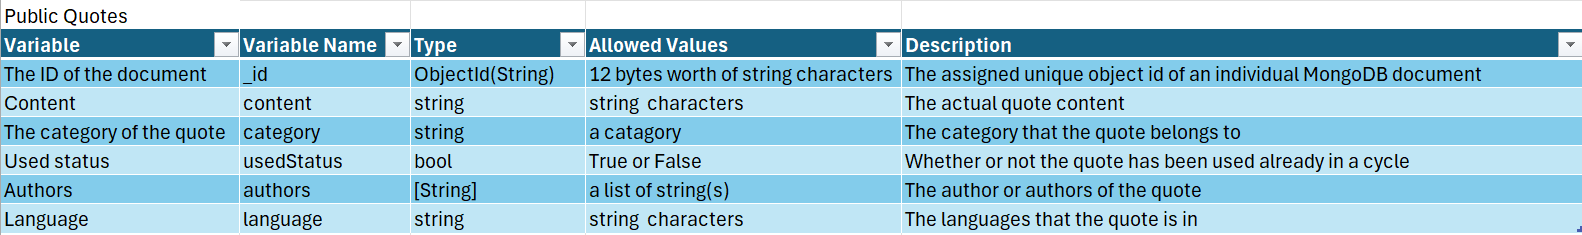 Public Quotes
Variable Variable Name Type Allowed Values Description
The ID of the document _id ObjectId(String) 12 bytes worth of string characters The assigned unique object id of an individual MongoDB document
Content content string string  characters The actual quote content
The category of the quote category string a catagory The category that the quote belongs to
Used status usedStatus bool True or False Whether or not the quote has been used already in a cycle
Authors authors [String] a list of string(s) The author or authors of the quote
Language language string string  characters The languages that the quote is in